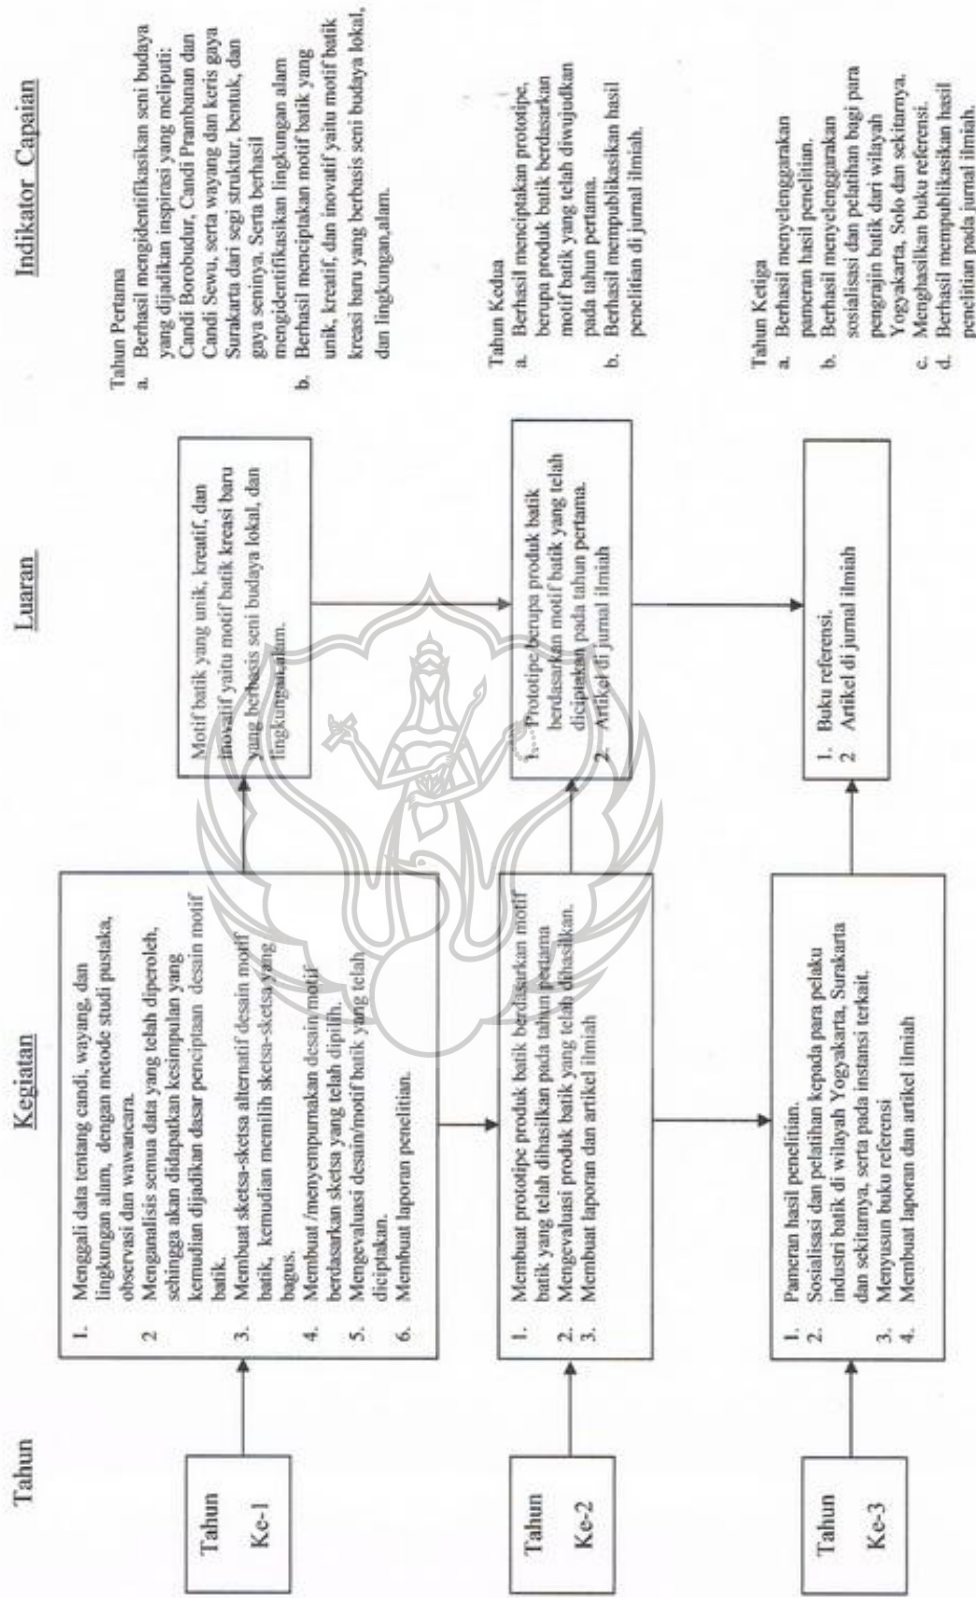 Tahun
Kegiatan
Luaran
Indikator Capaian
Tahun
Ke-1
1. Menggali data tentang candi, wayang, dan
lingkungan alam, dengan metode studi pustaka,
observasi dan wawancara.
2 Menganalisis semua data yang telah diperoleh,
sehingga akan didapatkan kesimpulan yang
kemudian dijadikan dasar penciptaan desain motif
batik.
3. Membuat sketsa-sketsa alternatif desain motif
batik, kemudian memilih sketsa-sketsa yang
bagus.
4. Membuat /menyempurnakan desain motif
berdasarkan sketsa yang telah dipilih.
5. Mengevaluasi desain/motif batik yang telah
diciptakan.
6. Membuat laporan penelitian.
Motif batik yang unik, kreatif, dan
inovatif yaitu motif batik kreasi baru
yang berbasis seni budaya lokal, dan
lingkungan alam.
Tahun Pertama
a. Berhasil mengidentifikasikan seni budaya
yang dijadikan inspirasi yang meliputi:
Candi Borobudur, Candi Prambanan dan
Candi Sewu, serta wayang dan keris gaya
Surakarta dari segi struktur, bentuk, dan
gaya seninya. Serta berhasil
mengidentifikasikan lingkungan alam
b. Berhasil menciptakan motif batik yang
unik, kreatif, dan inovatif yaitu motif batik
kreasi baru yang berbasis seni budaya lokal,
dan lingkungan alam.
Tahun
Ke-2
1. Membuat prototipe produk batik berdasarkan motif
batik yang telah dihasilkan pada tahun pertama
2. Mengevaluasi produk batik yang telah dihasilkan.
3. Membuat laporan dan artikel ilmiah
1. Prototipe berupa produk batik
berdasarkan motif batik yang telah
diciptakan pada tahun pertama.
2. Artikel di jurnal ilmiah
Tahun Kedua
a. Berhasil menciptakan prototipe,
berupa produk batik berdasarkan
motif batik yang telah diwujudkan
pada tahun pertama.
b. Berhasil mempublikasikan hasil
penelitian di jurnal ilmiah.
Tahun
Ke-3
1. Pameran hasil penelitian.
2. Sosialisasi dan pelatihan kepada para pelaku
industri batik di wilayah Yogyakarta, Surakarta
dan sekitarnya, serta pada instansi terkait.
3. Menyusun buku referensi
4. Membuat laporan dan artikel ilmiah
1. Buku referensi.
2 Artikel di jurnal ilmiah
Tahun Ketiga
a. Berhasil menyelenggarakan
pameran hasil penelitian.
b. Berhasil menyelenggarakan
sosialisasi dan pelatihan bagi para
pengrajin batik dari wilayah
Yogyakarta, Solo dan sekitarnya.
c. Menghasilkan buku referensi.
d. Berhasil mempublikasikan hasil
penelitian pada jurnal ilmiah.